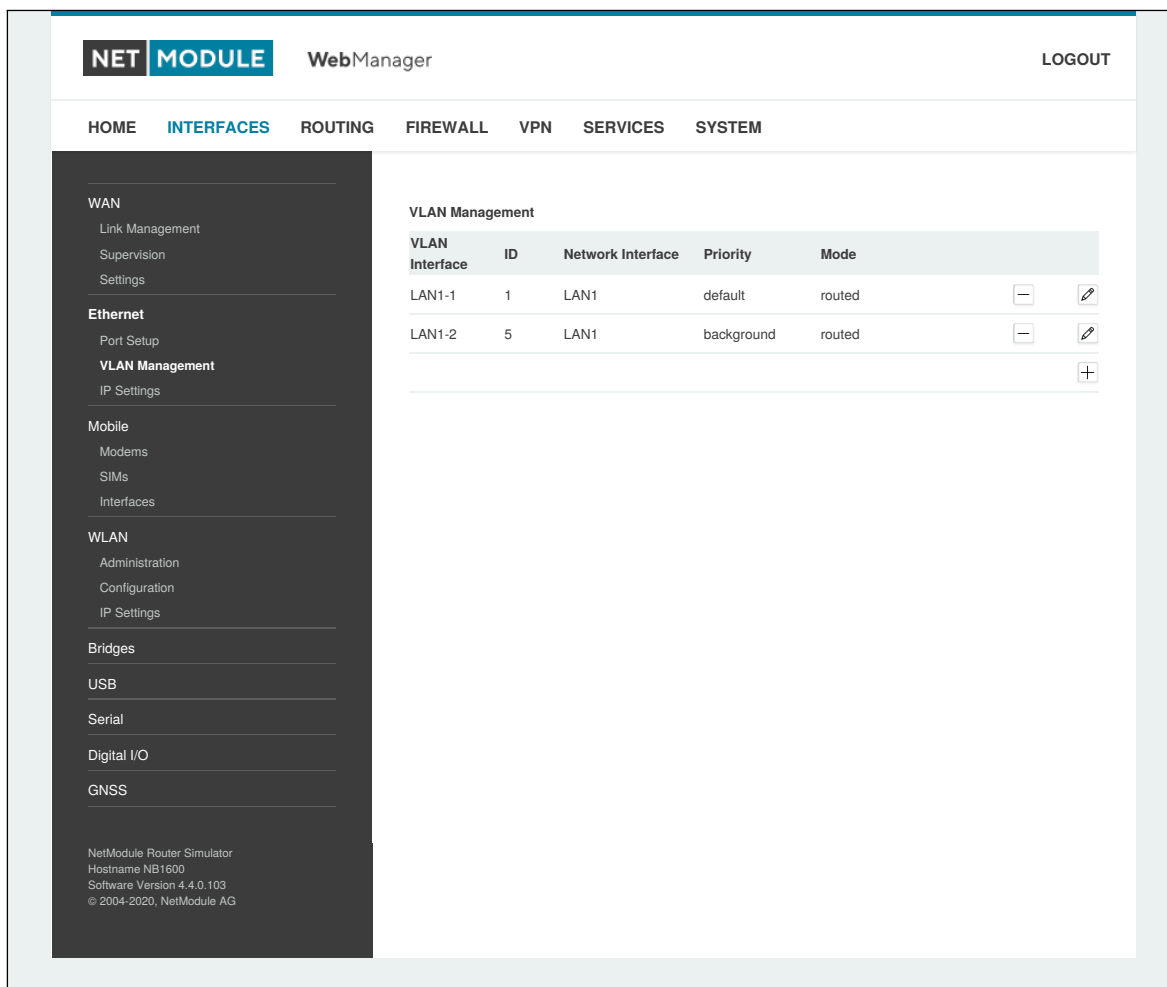 NET MODULE WebManager LOGOUT
HOME INTERFACES ROUTING FIREWALL VPN SERVICES SYSTEM
WAN
Link Management
Supervision
Settings
Ethernet
Port Setup
VLAN Management
IP Settings
Mobile
Modems
SIMs
Interfaces
WLAN
Administration
Configuration
IP Settings
Bridges
USB
Serial
Digital I/O
GNSS
NetModule Router Simulator
Hostname NB1600
Software Version 4.4.0.103
© 2004-2020, NetModule AG
VLAN Management
VLAN Interface ID Network Interface Priority Mode
LAN1-1 1 LAN1 default routed
LAN1-2 5 LAN1 background routed